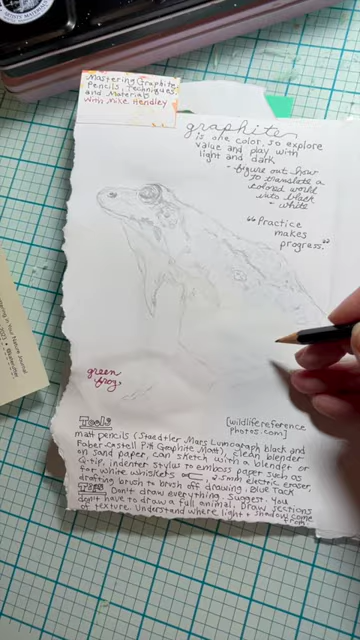 Mastering Graphite
Pencils, Techniques
and Materials
with Mike Hendley
graphite
is one color, so explore
value and play with
light and dark
- figure out how
to translate a
colored world
into black
+ white
"Practice
makes
progress."
green
frog
Tools
[wildlifereference
photos.com]
matt pencils (Staedtler Mars Lumograph black and
Faber-Castell Pitt Graphite Matt), clean blender
on sand paper, can sketch with a blender or
Q-tip, indenter stylus to emboss paper such as
for white whiskers, 2.5mm electric eraser
drafting brush to brush off drawing, Blue Tack
Tips Don't draw everything. Suggest. You
don't have to draw a full animal. Draw sections
of texture. Understand where light + shadow come
from